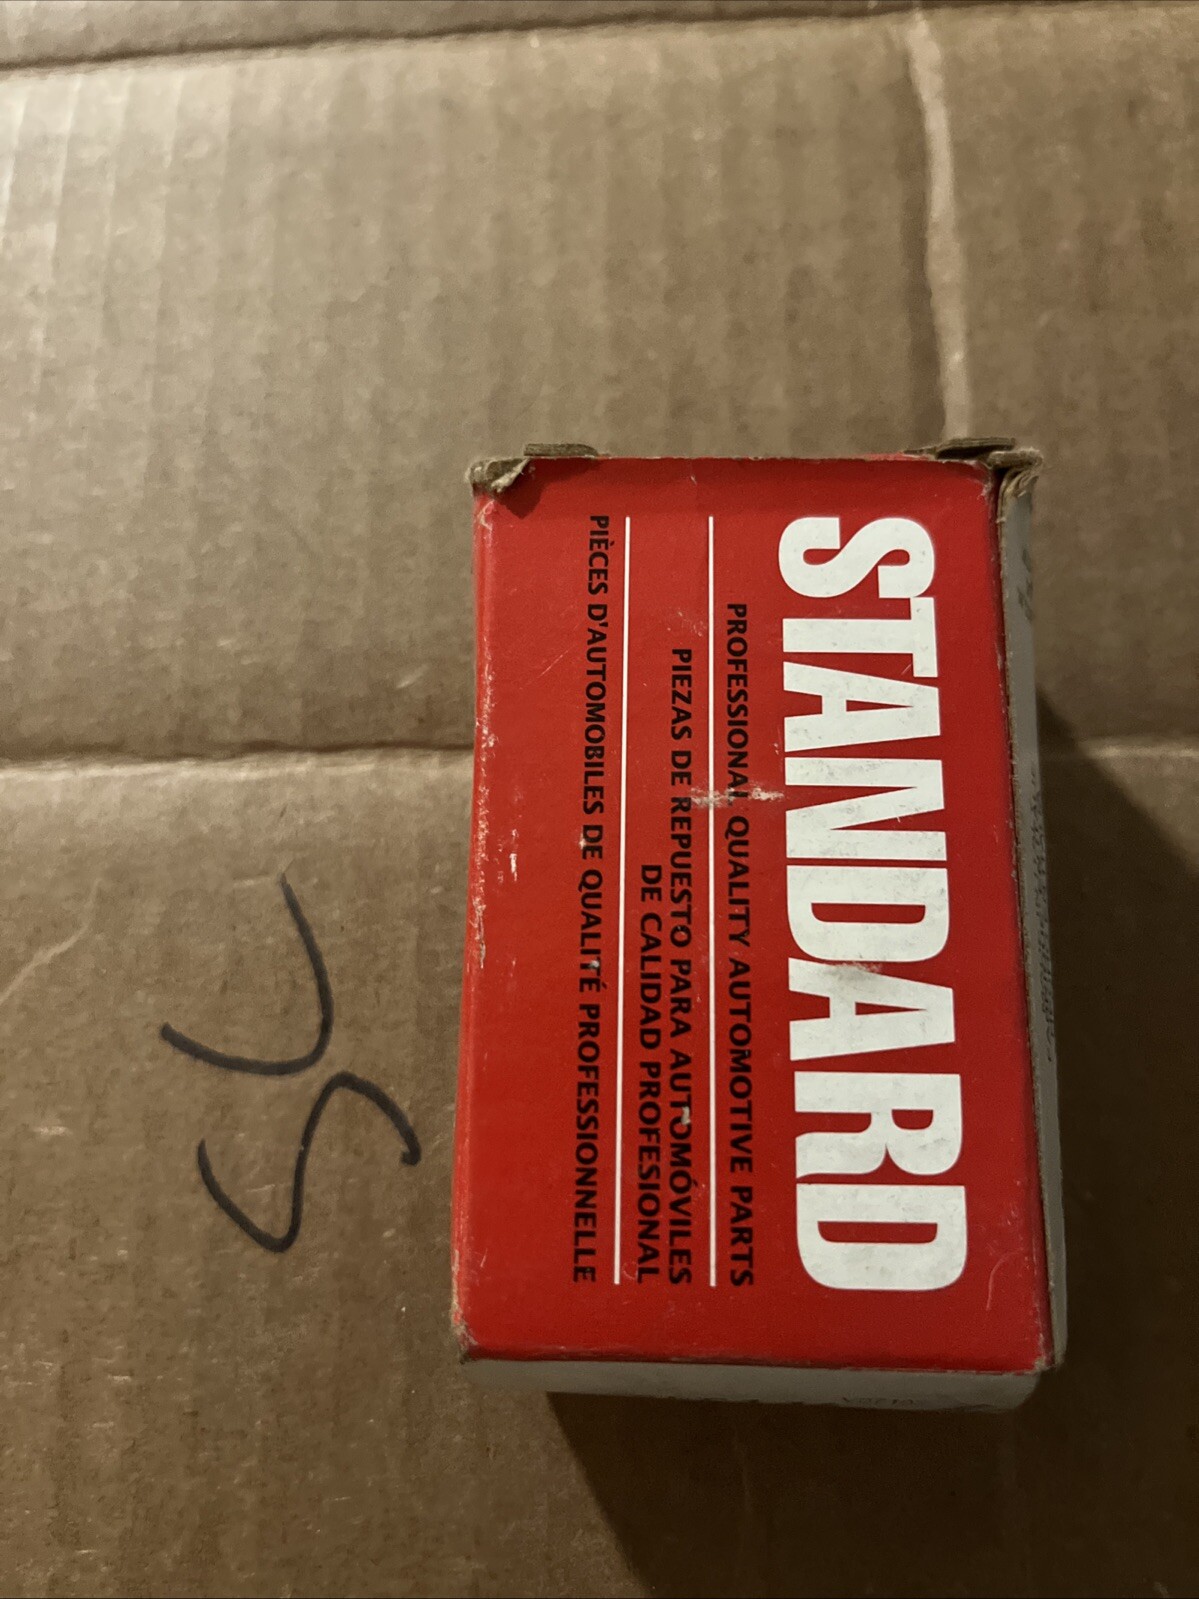 STANDARD
PROFESSIONAL QUALITY AUTOMOTIVE PARTS
PIEZAS DE REPUESTO PARA AUTOMÓVILES
DE CALIDAD PROFESIONAL
PIÈCES D'AUTOMOBILES DE QUALITÉ PROFESSIONNELLE